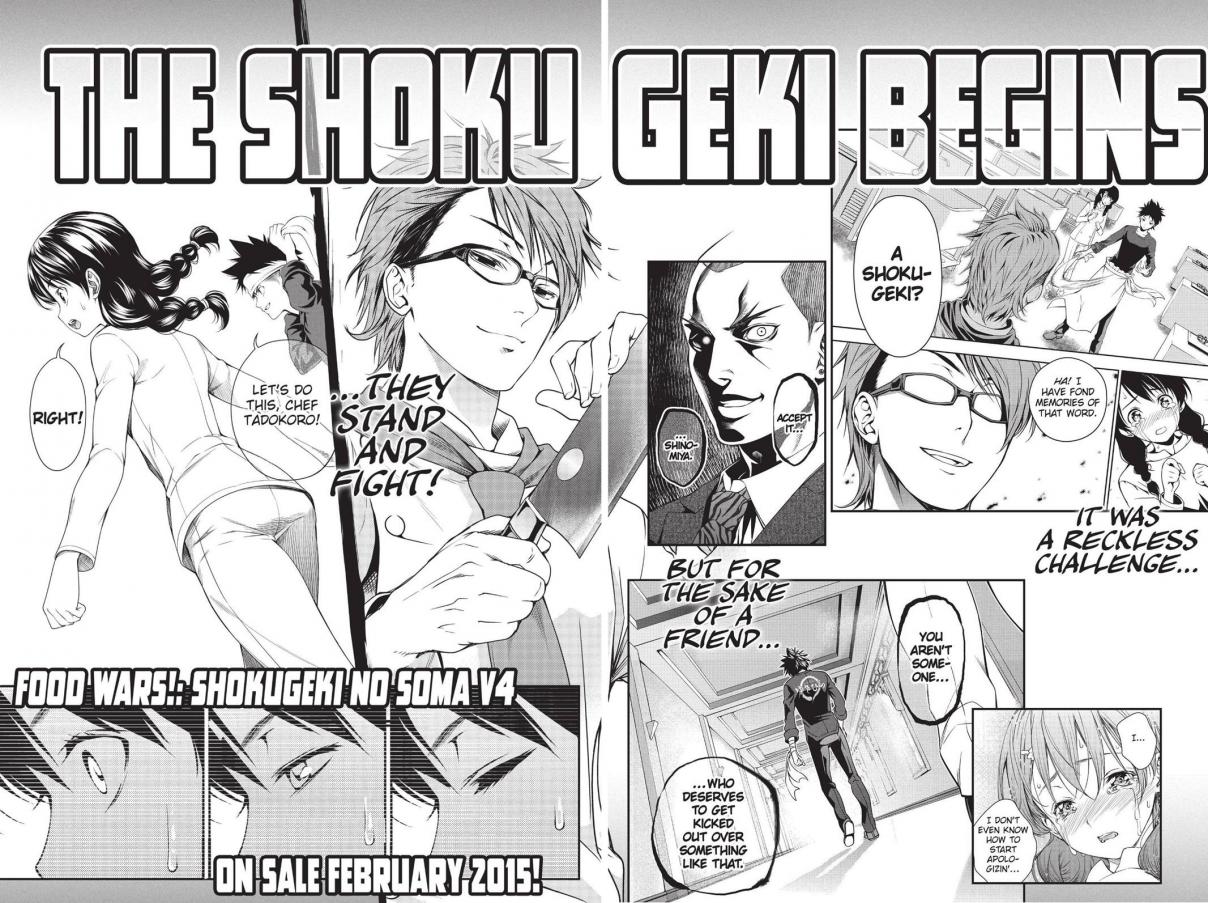 THE SHOKU GEKI BEGINS
A
SHOKU-
GEKI?
HA! I
HAVE FOND
MEMORIES OF
THAT WORD.
ACCEPT
IT...
...
SHINO-
MIYA.
IT WAS
A RECKLESS
CHALLENGE...
BUT FOR
THE SAKE
OF A
FRIEND...
YOU
AREN'T
SOME-
ONE...
...WHO
DESERVES
TO GET
KICKED
OUT OVER
SOMETHING
LIKE THAT.
I...
I DON'T
EVEN KNOW
HOW TO
START
APOLO-
GIZIN'...
...THEY
STAND
AND
FIGHT!
LET'S DO
THIS, CHEF
TADOKORO!
RIGHT!
FOOD WARS!: SHOKUGEKI NO SOMA V4
ON SALE FEBRUARY 2015!